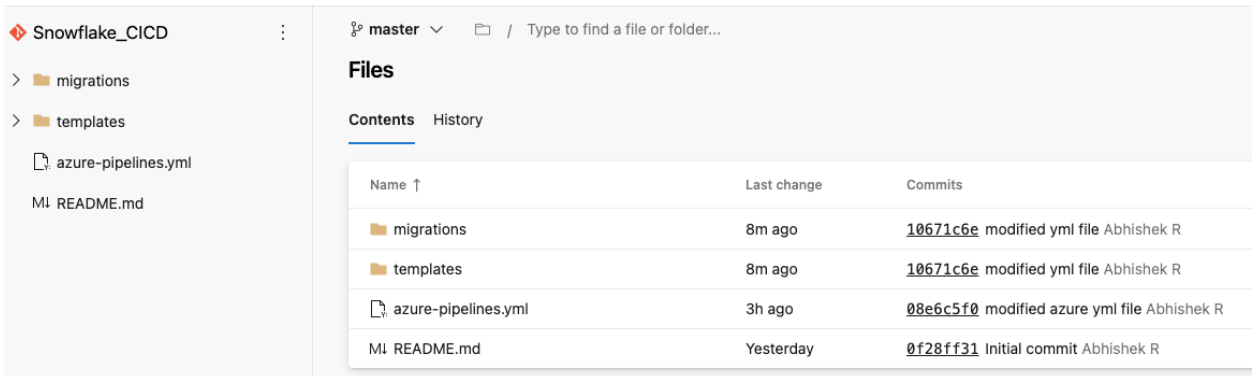 Snowflake_CICD
migrations
templates
azure-pipelines.yml
M↓ README.md
master / Type to find a file or folder...
Files
Contents History
Name ↑ Last change Commits
migrations 8m ago 10671c6e modified yml file Abhishek R
templates 8m ago 10671c6e modified yml file Abhishek R
azure-pipelines.yml 3h ago 08e6c5f0 modified azure yml file Abhishek R
M↓ README.md Yesterday 0f28ff31 Initial commit Abhishek R